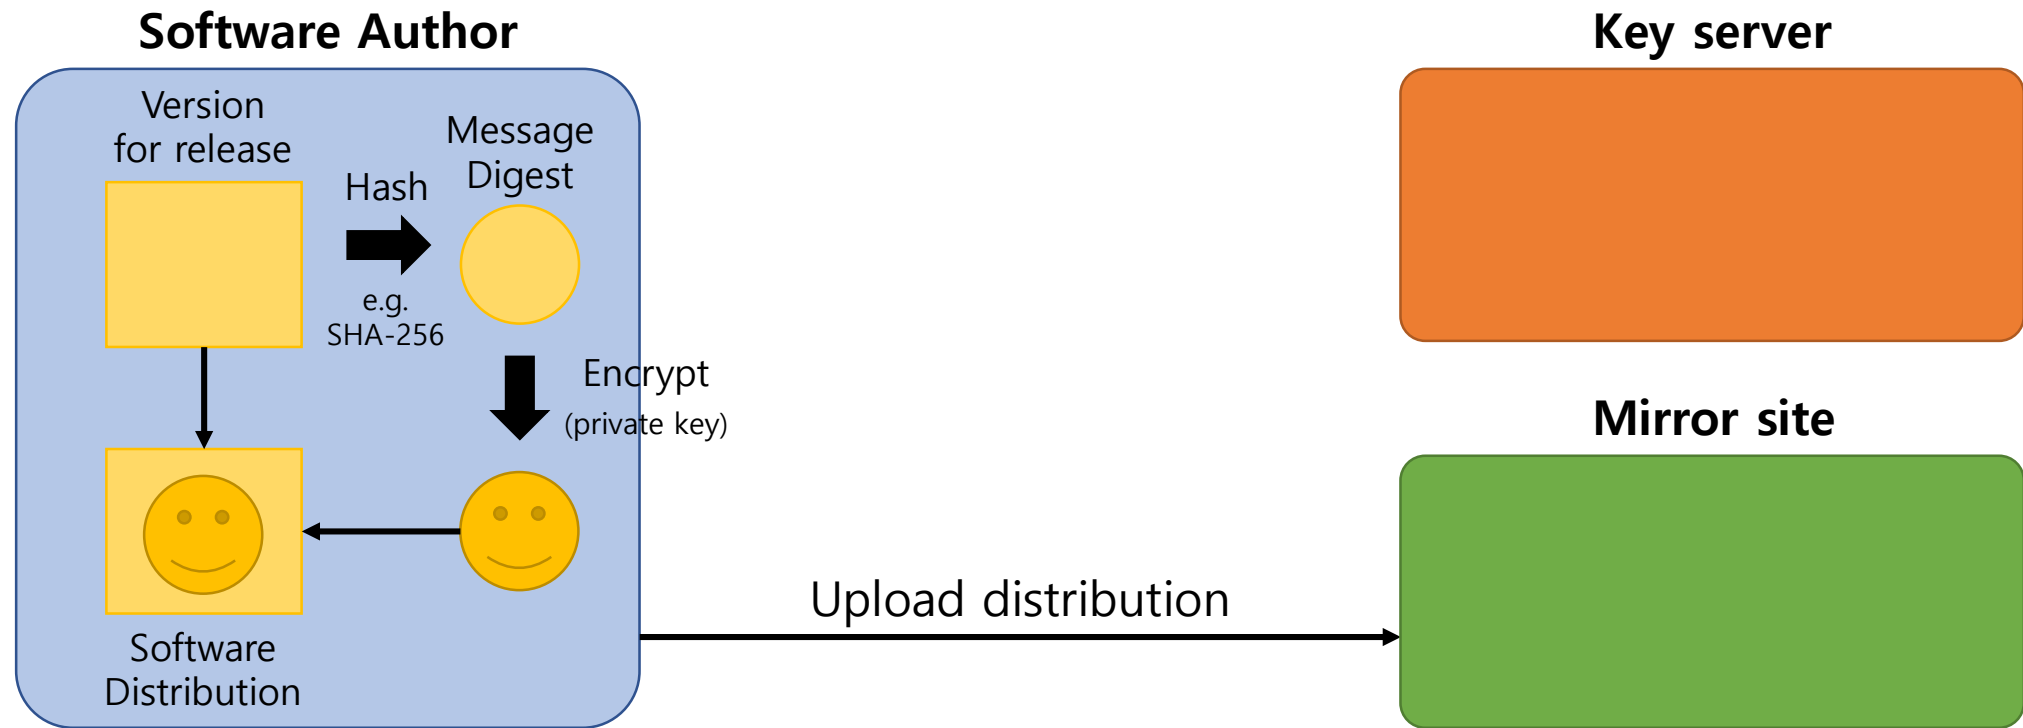 Software Author
Key server
Version
for release
Message
Digest
Hash
e.g.
SHA-256
Encrypt
(private key)
Mirror site
Upload distribution
Software
Distribution